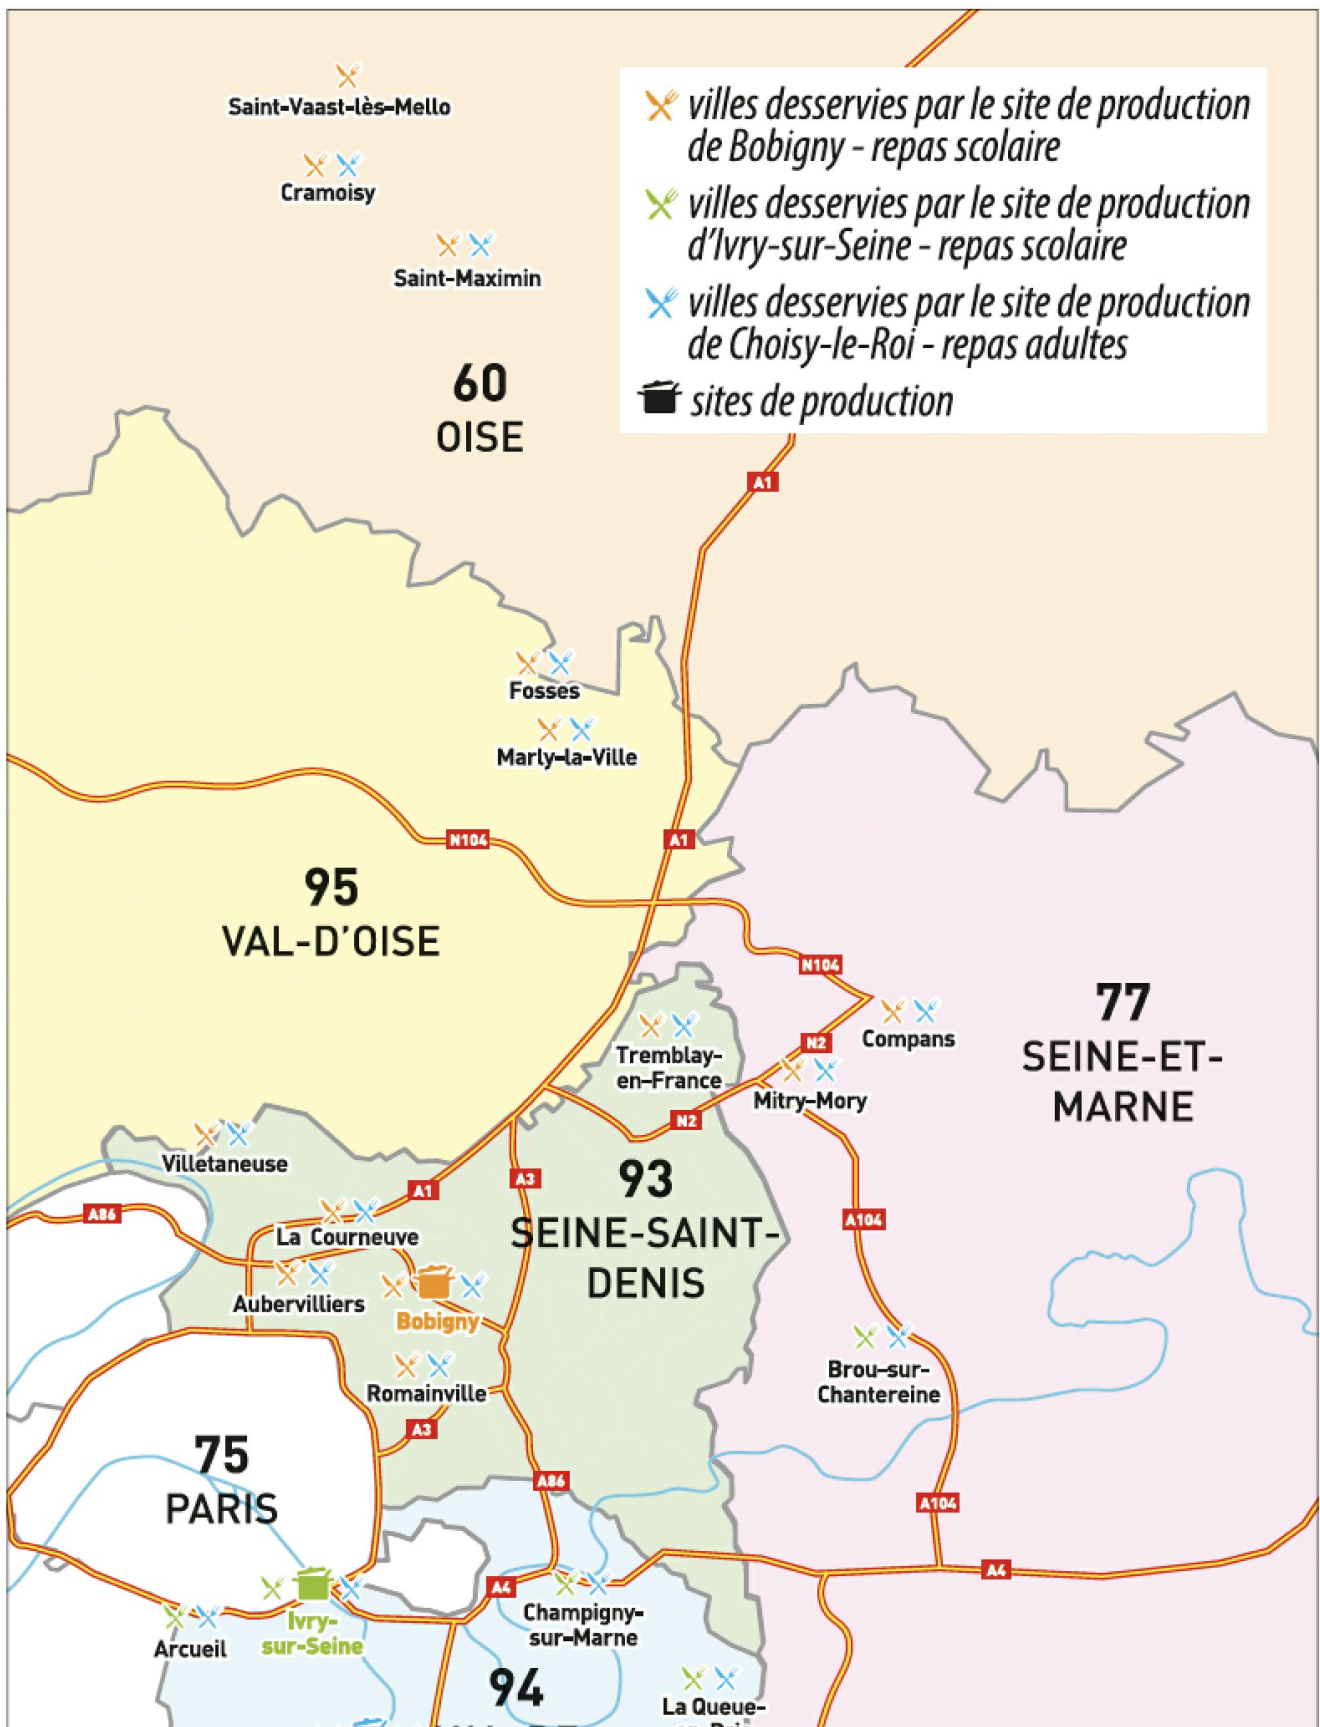 villes desservies par le site de production
de Bobigny - repas scolaire
villes desservies par le site de production
d'Ivry-sur-Seine - repas scolaire
villes desservies par le site de production
de Choisy-le-Roi - repas adultes
sites de production
Saint-Vaast-lès-Mello
Cramoisy
Saint-Maximin
60
OISE
A1
Fosses
Marly-la-Ville
N104
A1
95
VAL-D'OISE
N104
77
SEINE-ET-
MARNE
Compans
N2
Tremblay-
en-France
Mitry-Mory
N2
Villetaneuse
93
SEINE-SAINT-
DENIS
A3
A1
A86
La Courneuve
A104
Aubervilliers
Bobigny
Romainville
Brou-sur-
Chantereine
A3
75
PARIS
A86
A104
A4
A4
Ivry-
sur-Seine
Arcueil
Champigny-
sur-Marne
94
La Queue-